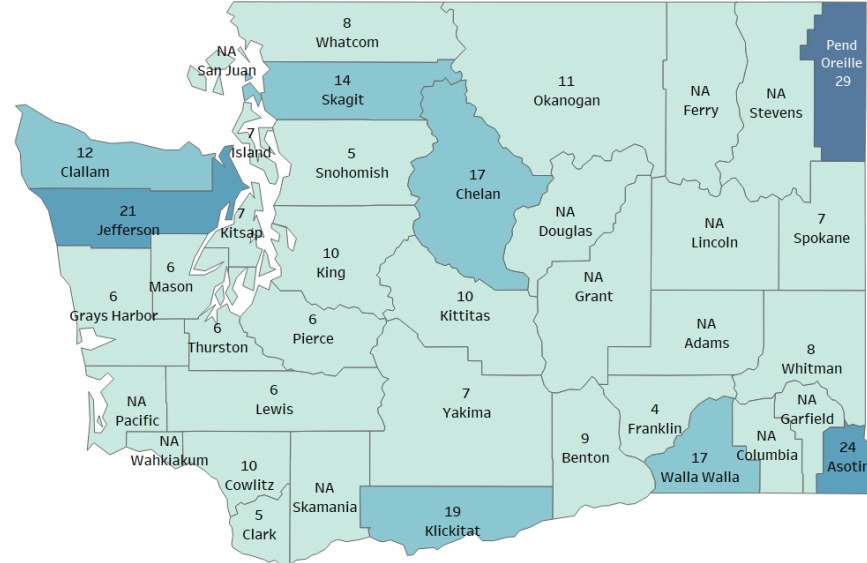 8
Whatcom
NA
San Juan
14
Skagit
11
Okanogan
NA
Ferry
NA
Stevens
Pend
Oreille
29
7
Island
12
Clallam
5
Snohomish
17
Chelan
21
Jefferson
7
Kitsap
NA
Douglas
NA
Lincoln
7
Spokane
10
King
6
Mason
NA
Grant
10
Kittitas
6
Grays Harbor
6
Thurston
6
Pierce
NA
Adams
8
Whitman
NA
Pacific
6
Lewis
7
Yakima
4
Franklin
NA
Garfield
NA
Wahkiakum
9
Benton
NA
Columbia
24
Asotin
17
Walla Walla
10
Cowlitz
NA
Skamania
5
Clark
19
Klickitat